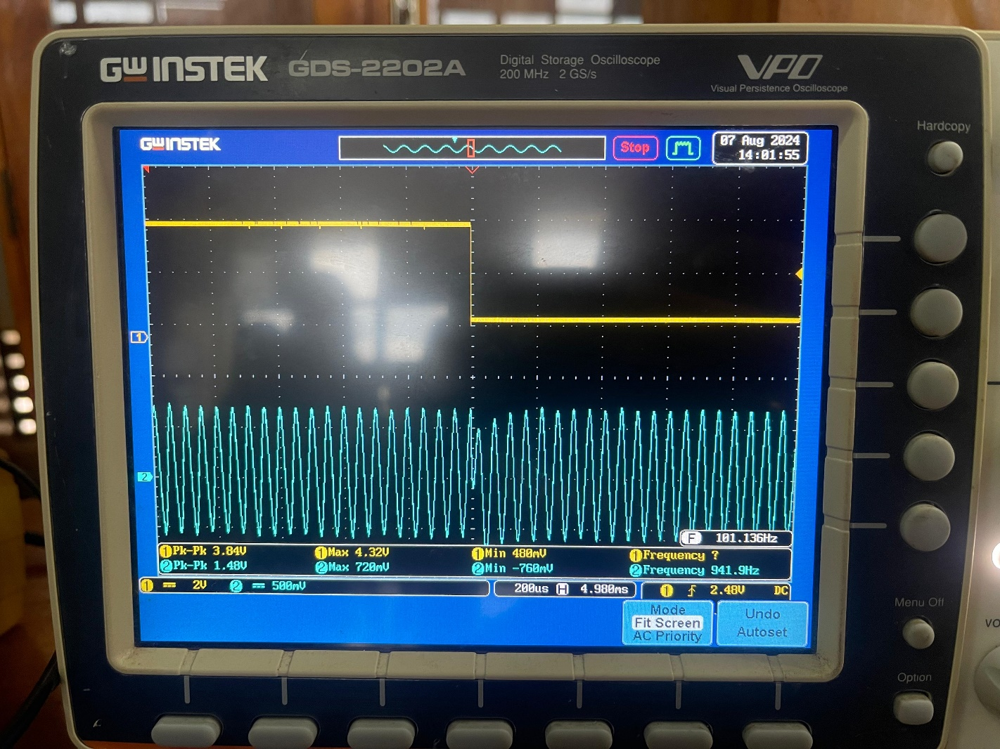 GW INSTEK GDS-2202A
Digital Storage Oscilloscope
200 MHz 2 GS/s
VPO
Visual Persistence Oscilloscope
Hardcopy
GW INSTEK
Stop
07 Aug 2024
14:01:55
1
2
F 101.136Hz
1 Pk-Pk 3.84V 1 Max 4.32V 1 Min 480mV 1 Frequency ?
2 Pk-Pk 1.48V 2 Max 720mV 2 Min -760mV 2 Frequency 941.9Hz
1 2V 2 500mV 200us H 4.980ms 1 2.48V DC
Mode
Fit Screen
AC Priority
Undo
Autoset
Menu Off
VO
Option